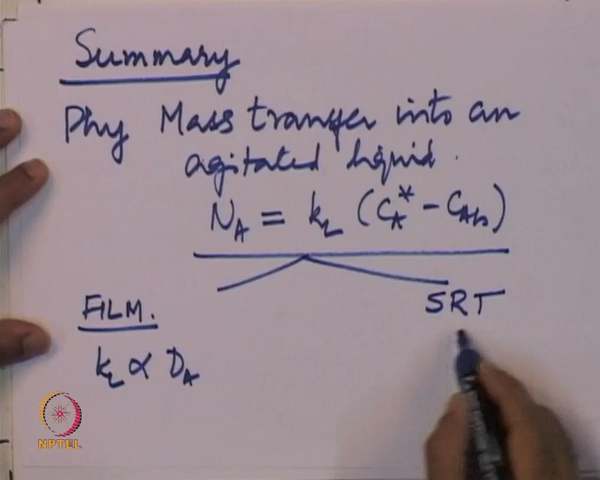 Summary
Phy Mass transfer into an
agitated liquid.
N_A = k_L (C_A* - C_Ab)
FILM. SRT
k_L ∝ D_A
NPTEL